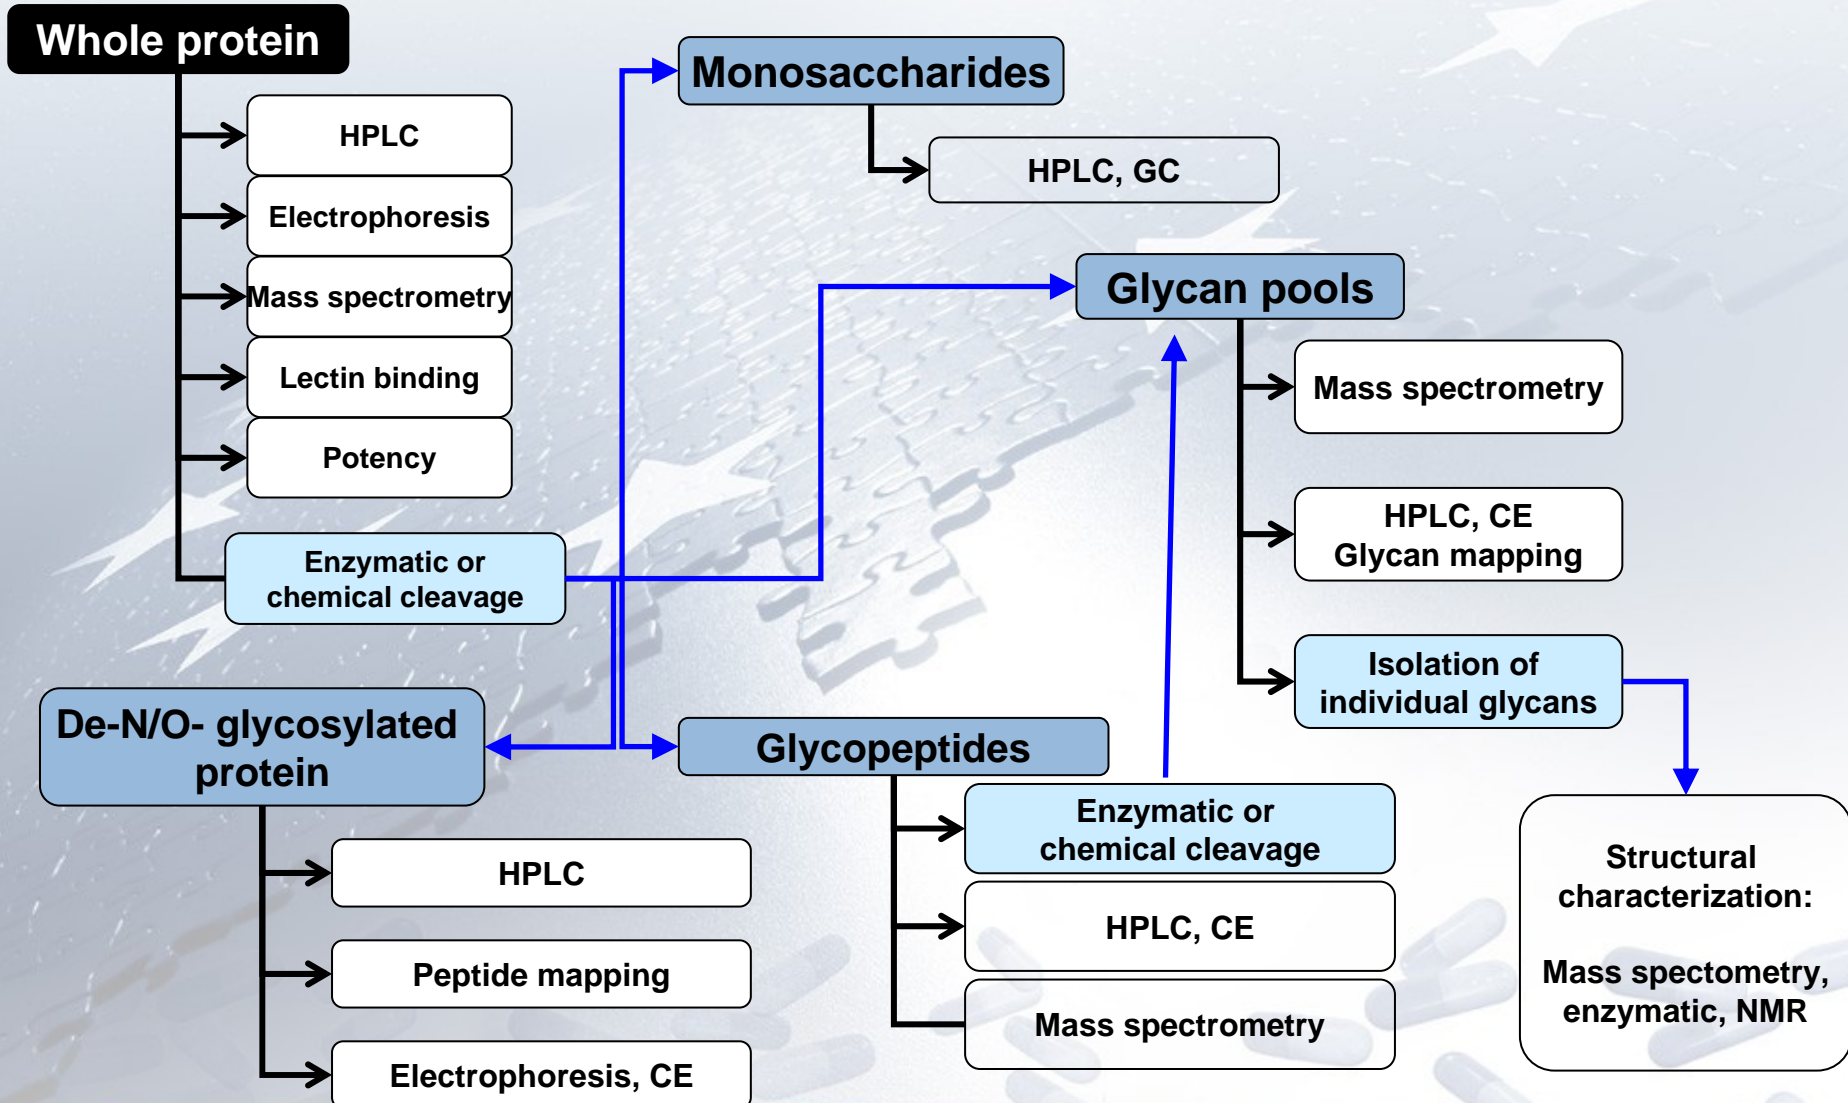 Whole protein
HPLC
Electrophoresis
Mass spectrometry
Lectin binding
Potency
Enzymatic or
chemical cleavage
Monosaccharides
HPLC, GC
Glycan pools
Mass spectrometry
HPLC, CE
Glycan mapping
Isolation of
individual glycans
Structural
characterization:
Mass spectometry,
enzymatic, NMR
De-N/O- glycosylated
protein
HPLC
Peptide mapping
Electrophoresis, CE
Glycopeptides
Enzymatic or
chemical cleavage
HPLC, CE
Mass spectrometry